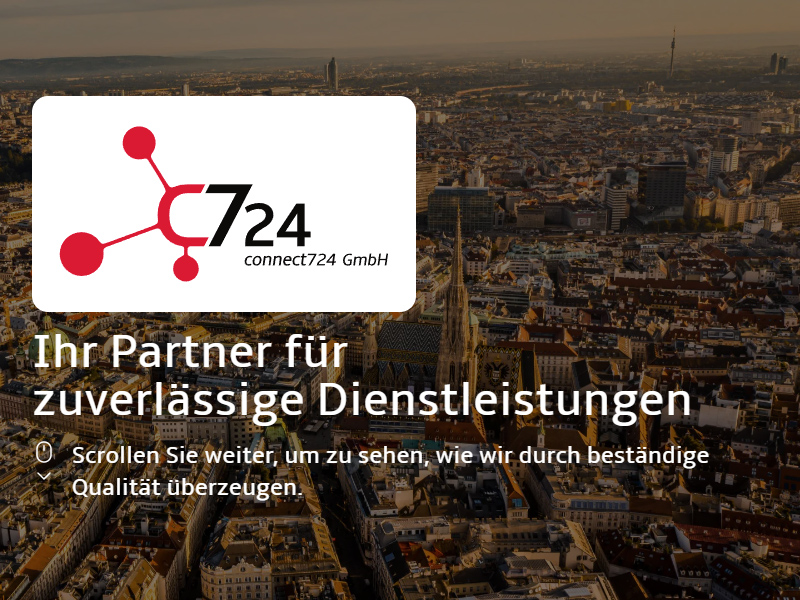 C724
connect724 GmbH
Ihr Partner für
zuverlässige Dienstleistungen
Scrollen Sie weiter, um zu sehen, wie wir durch beständige
Qualität überzeugen.